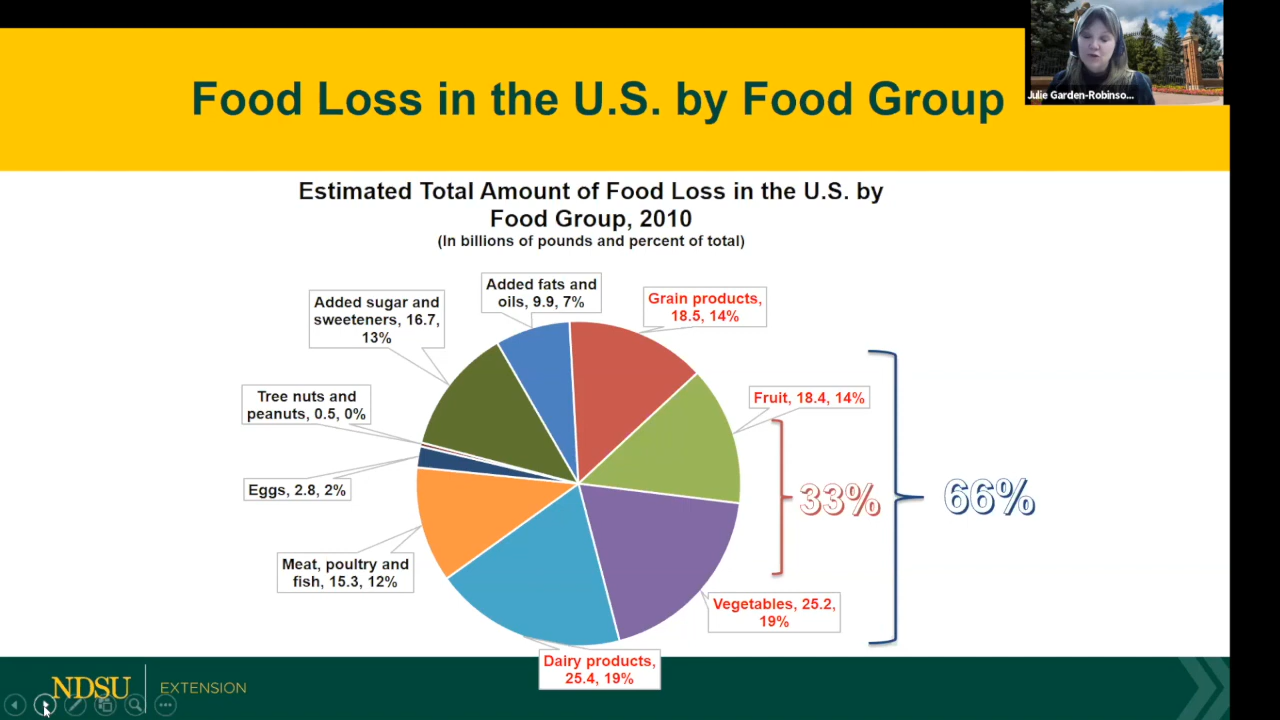 Food Loss in the U.S. by Food Group
Julie Garden-Robinso...
Estimated Total Amount of Food Loss in the U.S. by
Food Group, 2010
(In billions of pounds and percent of total)
Added fats and
oils, 9.9, 7%
Grain products,
18.5, 14%
Added sugar and
sweeteners, 16.7,
13%
Tree nuts and
peanuts, 0.5, 0%
Fruit, 18.4, 14%
Eggs, 2.8, 2%
33%
66%
Meat, poultry and
fish, 15.3, 12%
Vegetables, 25.2,
19%
Dairy products,
25.4, 19%
NDSU
EXTENSION